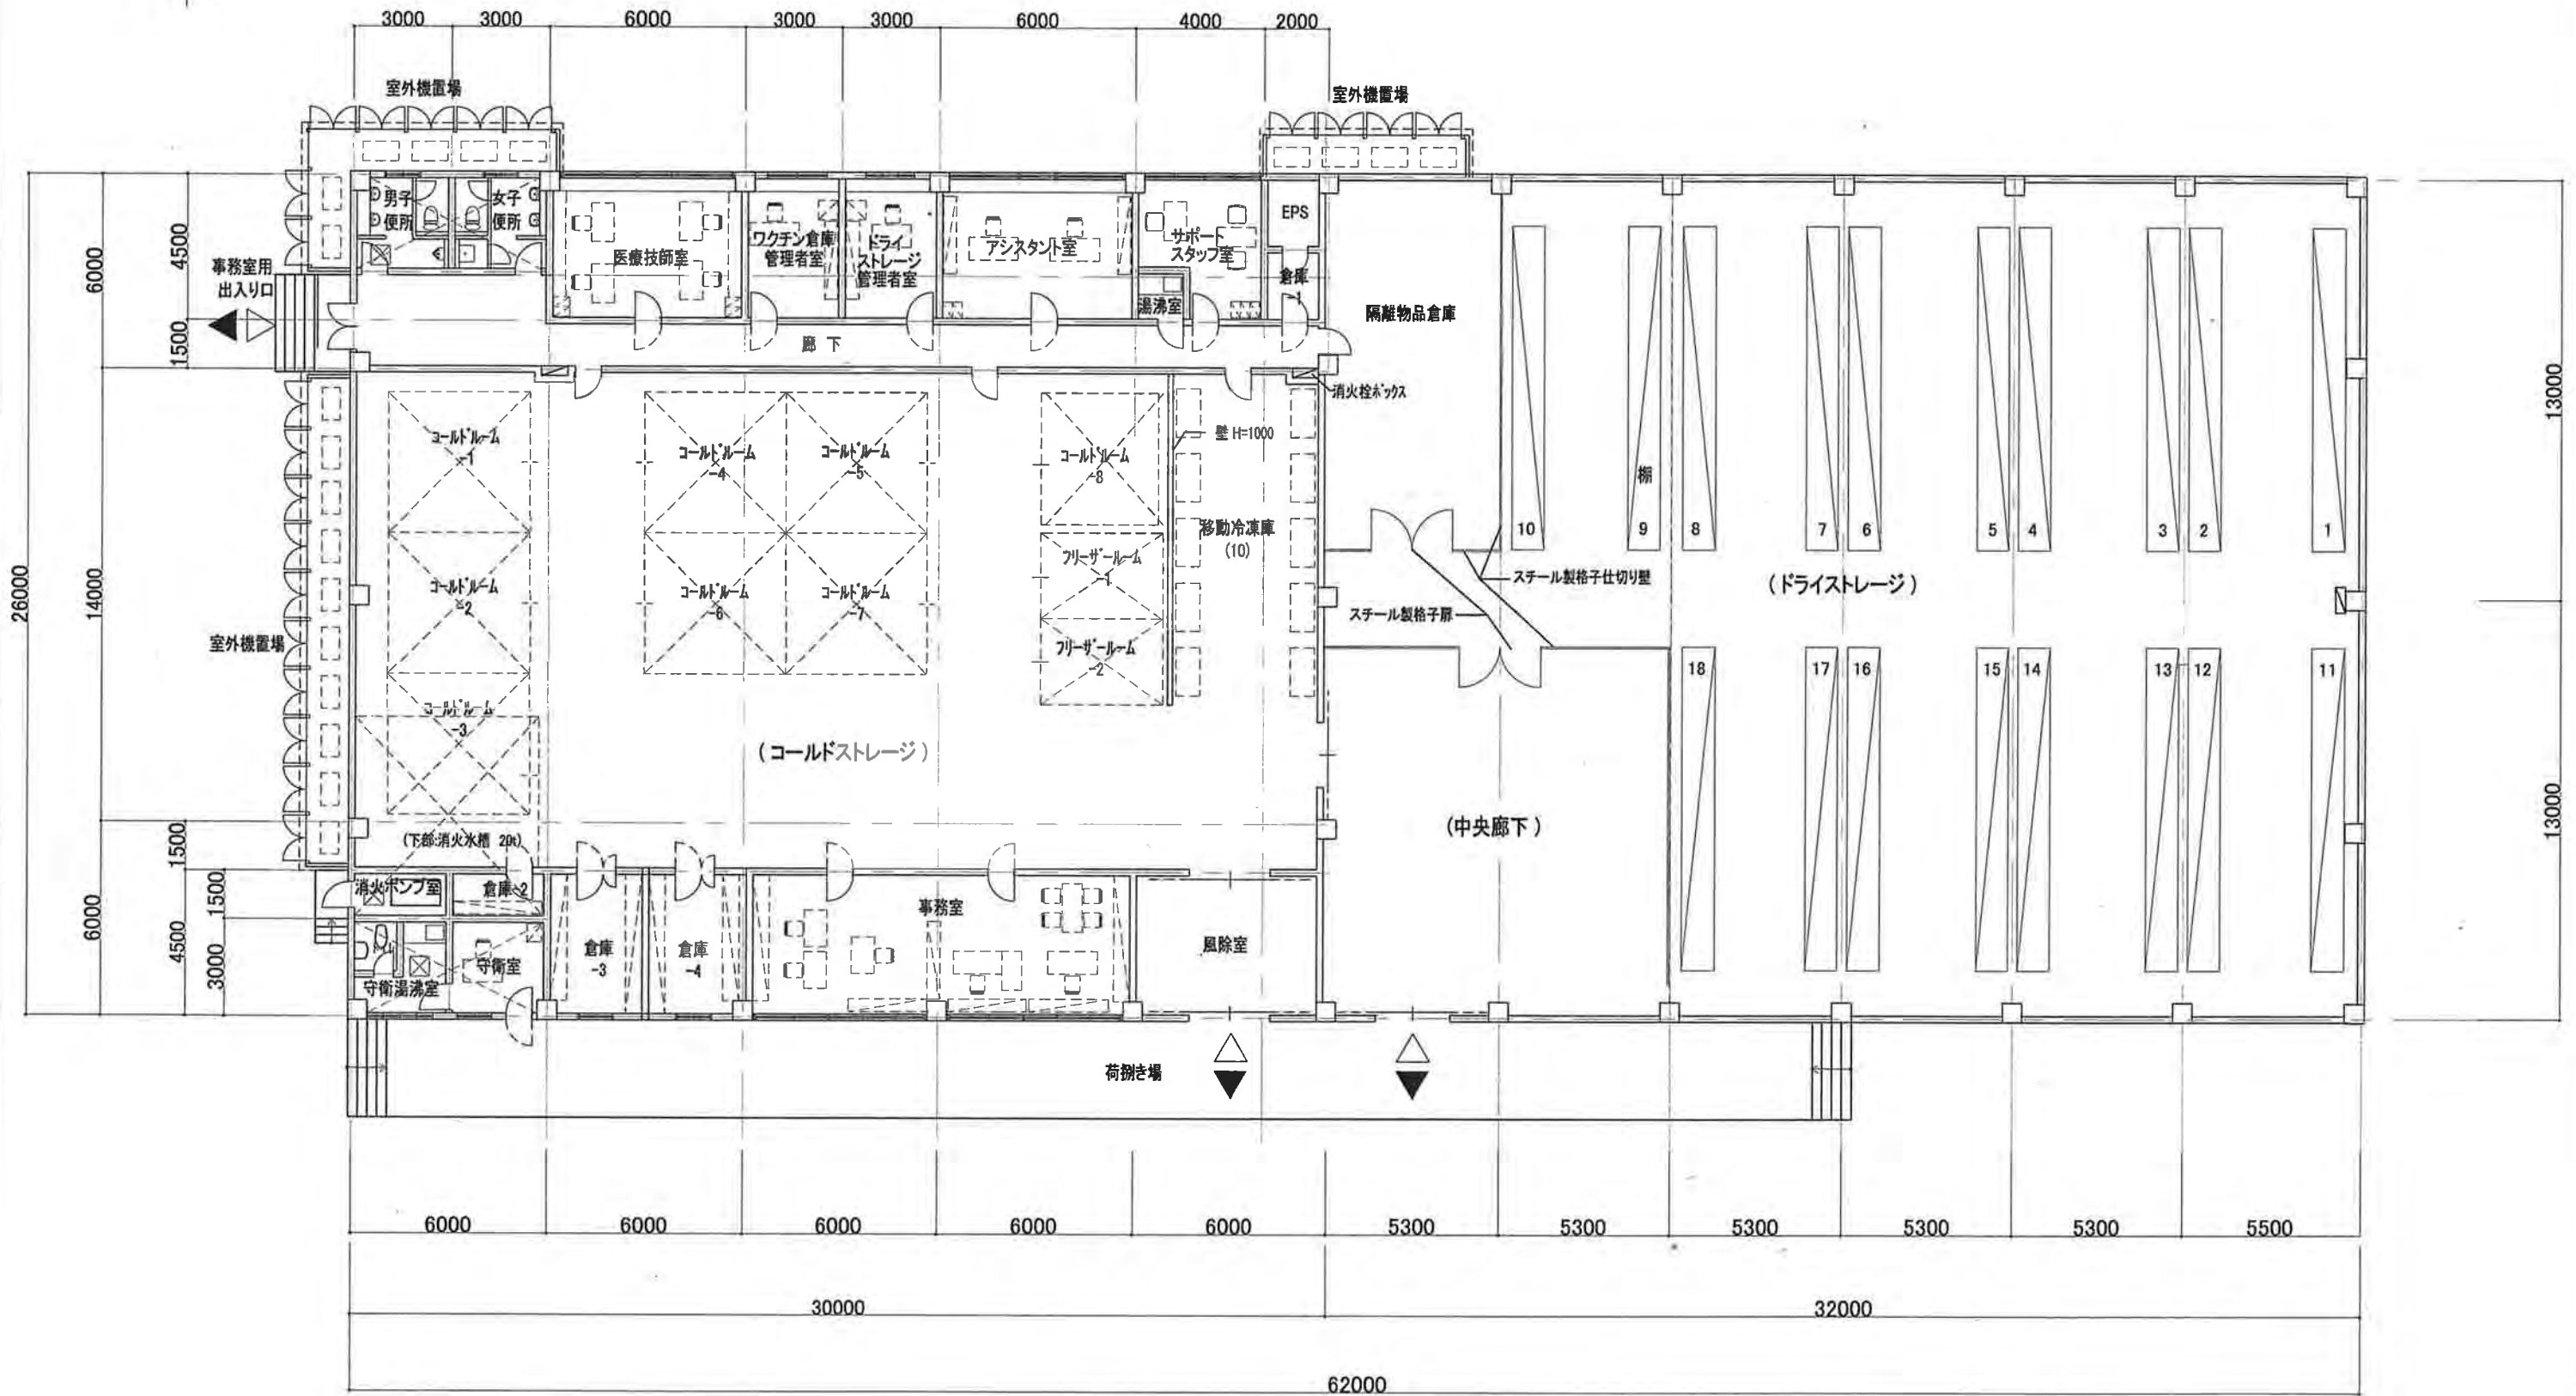 3000
3000
6000
3000
3000
6000
4000
2000
室外機置場
室外機置場
男子
便所
女子
便所
医療技師室
ワクチン倉庫
管理者室
ドライ
ストレージ
管理者室
アシスタント室
サポート
スタッフ室
湯沸室
EPS
倉庫
-1
隔離物品倉庫
事務室用
出入り口
廊 下
消火栓ボックス
壁 H=1000
コールドルーム
-1
コールドルーム
-2
コールドルーム
-3
コールドルーム
-4
コールドルーム
-5
コールドルーム
-6
コールドルーム
-7
コールドルーム
-8
フリーザールーム
-1
フリーザールーム
-2
移動冷凍庫
(10)
棚
10
9
8
7
6
5
4
3
2
1
スチール製格子仕切り壁
スチール製格子扉
(ドライストレージ)
18
17
16
15
14
13
12
11
室外機置場
(コールドストレージ)
(中央廊下)
(下部:消火水槽 20t)
消火ポンプ室
倉庫-2
倉庫
-3
倉庫
-4
事務室
風除室
守衛室
守衛湯沸室
荷捌き場
26000
6000
14000
6000
4500
1500
1500
4500
1500
3000
13000
13000
6000
6000
6000
6000
6000
5300
5300
5300
5300
5300
5500
30000
32000
62000